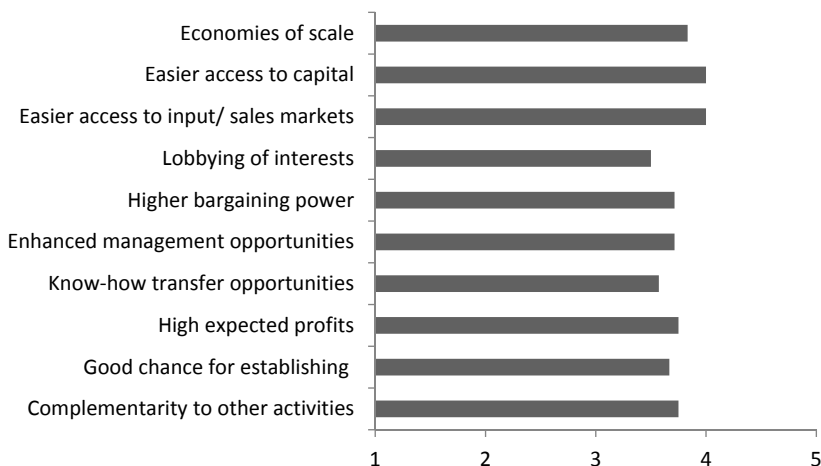 Economies of scale
Easier access to capital
Easier access to input/ sales markets
Lobbying of interests
Higher bargaining power
Enhanced management opportunities
Know-how transfer opportunities
High expected profits
Good chance for establishing
Complementarity to other activities
1 2 3 4 5